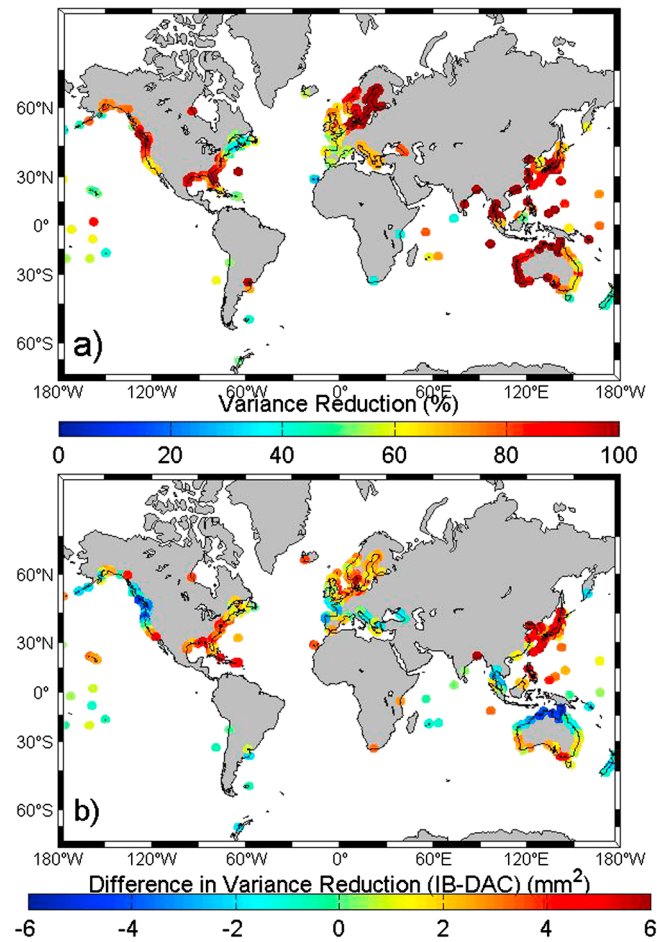 60°N
30°N
0°
30°S
60°S
a)
180°W 120°W 60°W 0° 60°E 120°E 180°W
Variance Reduction (%)
0 20 40 60 80 100
60°N
30°N
0°
30°S
60°S
b)
180°W 120°W 60°W 0° 60°E 120°E 180°W
Difference in Variance Reduction (IB-DAC) (mm²)
-6 -4 -2 0 2 4 6